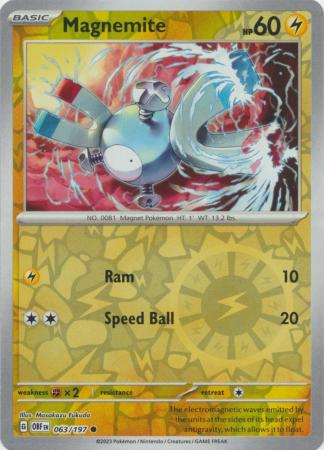 BASIC
Magnemite
HP 60
NO. 0081 Magnet Pokémon HT: 1' WT: 13.2 lbs.
Ram 10
Speed Ball 20
weakness ×2 resistance retreat
Illus. Masakazu Fukuda
G OBF EN 063/197
The electromagnetic waves emitted by
the units at the sides of its head expel
antigravity, which allows it to float.
©2023 Pokémon / Nintendo / Creatures / GAME FREAK